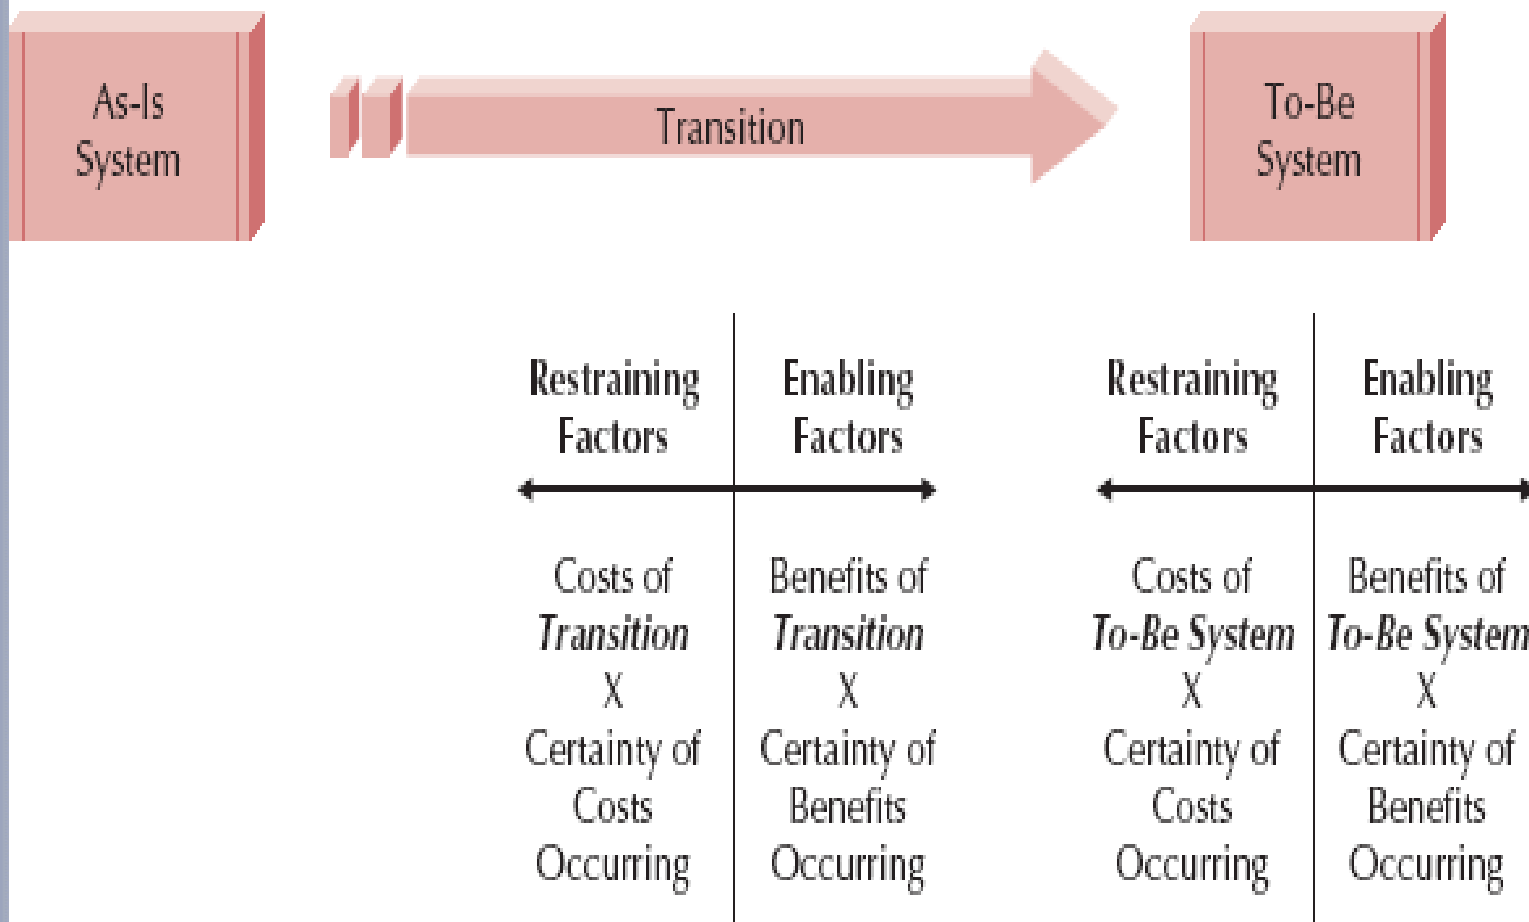 As-Is
System
Transition
To-Be
System
Restraining
Factors
Enabling
Factors
Costs of
Transition
X
Certainty of
Costs
Occurring
Benefits of
Transition
X
Certainty of
Benefits
Occurring
Restraining
Factors
Enabling
Factors
Costs of
To-Be System
X
Certainty of
Costs
Occurring
Benefits of
To-Be System
X
Certainty of
Benefits
Occurring